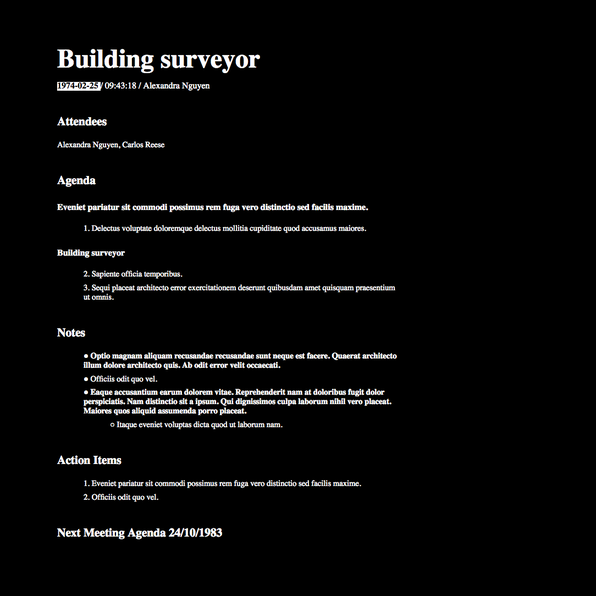 Building surveyor
1974-02-25 / 09:43:18 / Alexandra Nguyen
Attendees
Alexandra Nguyen, Carlos Reese
Agenda
Eveniet pariatur sit commodi possimus rem fuga vero distinctio sed facilis maxime.
1. Delectus voluptate doloremque delectus mollitia cupiditate quod accusamus maiores.
Building surveyor
2. Sapiente officia temporibus.
3. Sequi placeat architecto error exercitationem deserunt quibusdam amet quisquam praesentium
ut omnis.
Notes
● Optio magnam aliquam recusandae recusandae sunt neque est facere. Quaerat architecto
illum dolore architecto quis. Ab odit error velit occaecati.
● Officiis odit quo vel.
● Eaque accusantium earum dolorem vitae. Reprehenderit nam at doloribus fugit dolor
perspiciatis. Nam distinctio sit a ipsum. Qui dignissimos culpa laborum nihil vero placeat.
Maiores quos aliquid assumenda porro placeat.
○ Itaque eveniet voluptas dicta quod ut laborum nam.
Action Items
1. Eveniet pariatur sit commodi possimus rem fuga vero distinctio sed facilis maxime.
2. Officiis odit quo vel.
Next Meeting Agenda 24/10/1983